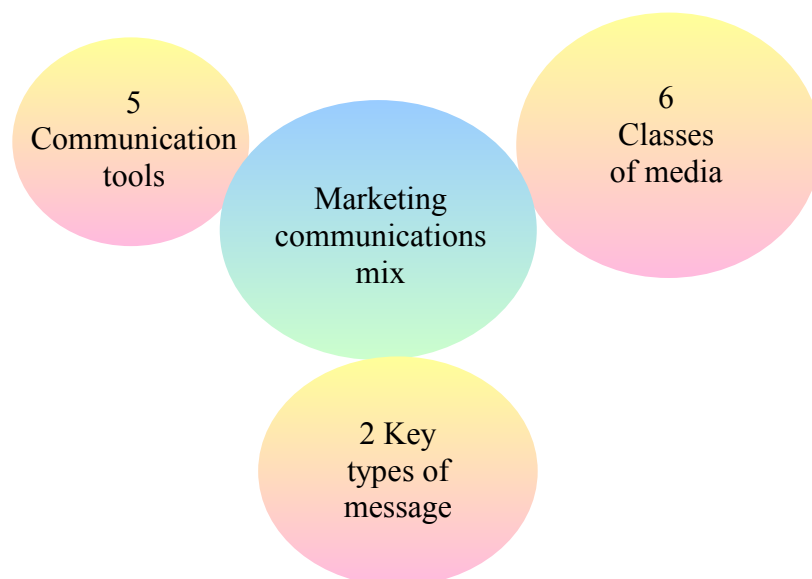 5
Communication
tools
Marketing
communications
mix
6
Classes
of media
2 Key
types of
message